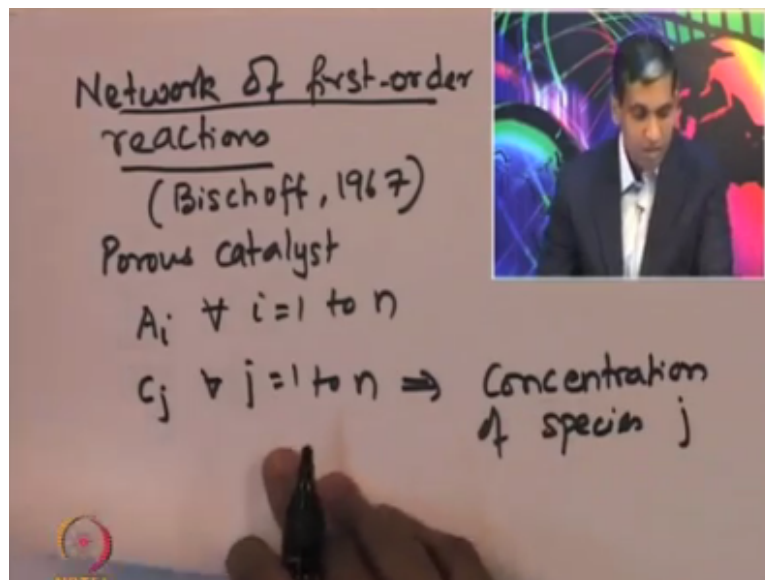 Network of first-order
reactions
(Bischoff, 1967)
Porous catalyst
Ai ∀ i=1 to n
Cj ∀ j=1 to n ⇒ Concentration
of species j